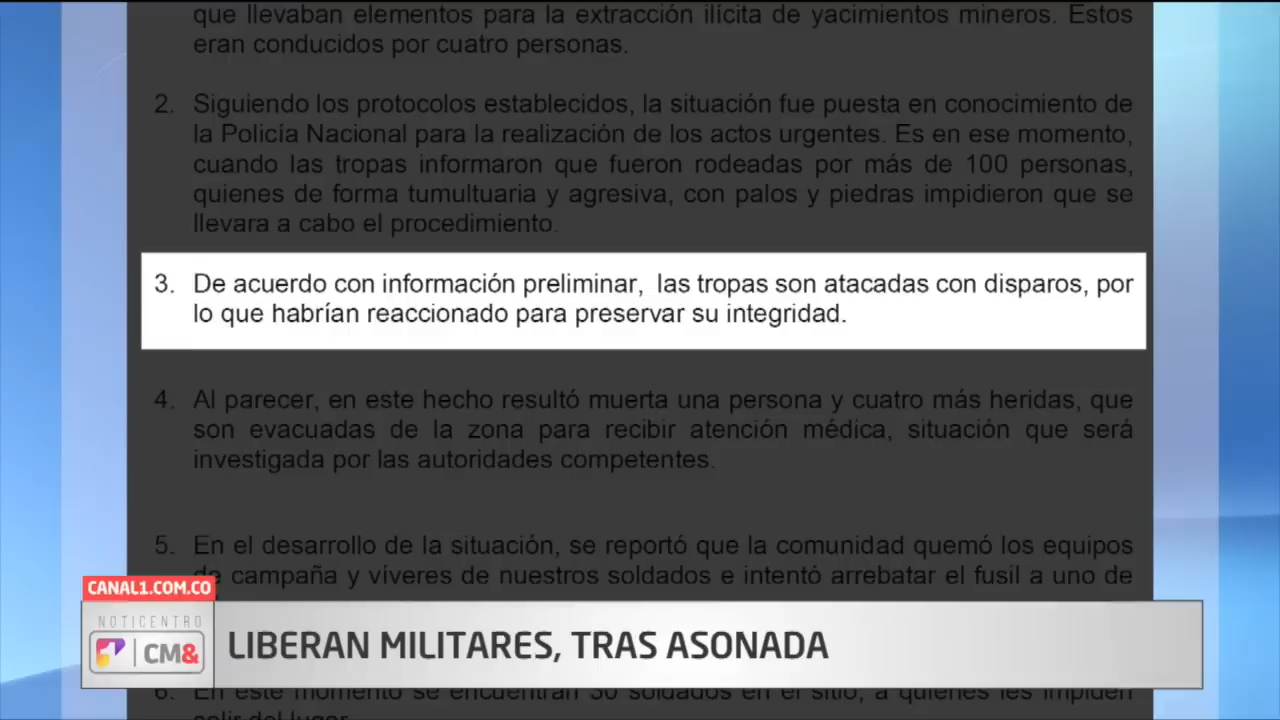 que llevaban elementos para la extracción ilícita de yacimientos mineros. Estos
eran conducidos por cuatro personas.
2. Siguiendo los protocolos establecidos, la situación fue puesta en conocimiento de
la Policía Nacional para la realización de los actos urgentes. Es en ese momento,
cuando las tropas informaron que fueron rodeadas por más de 100 personas,
quienes de forma tumultuaria y agresiva, con palos y piedras impidieron que se
llevara a cabo el procedimiento.
3. De acuerdo con información preliminar, las tropas son atacadas con disparos, por
lo que habrían reaccionado para preservar su integridad.
4. Al parecer, en este hecho resultó muerta una persona y cuatro más heridas, que
son evacuadas de la zona para recibir atención médica, situación que será
investigada por las autoridades competentes.
5. En el desarrollo de la situación, se reportó que la comunidad quemó los equipos
de campaña y víveres de nuestros soldados e intentó arrebatar el fusil a uno de
CANAL1.COM.CO
NOTICENTRO
1 | CM&
LIBERAN MILITARES, TRAS ASONADA
6. En este momento se encuentran 30 soldados en el sitio, a quienes les impiden
salir del lugar